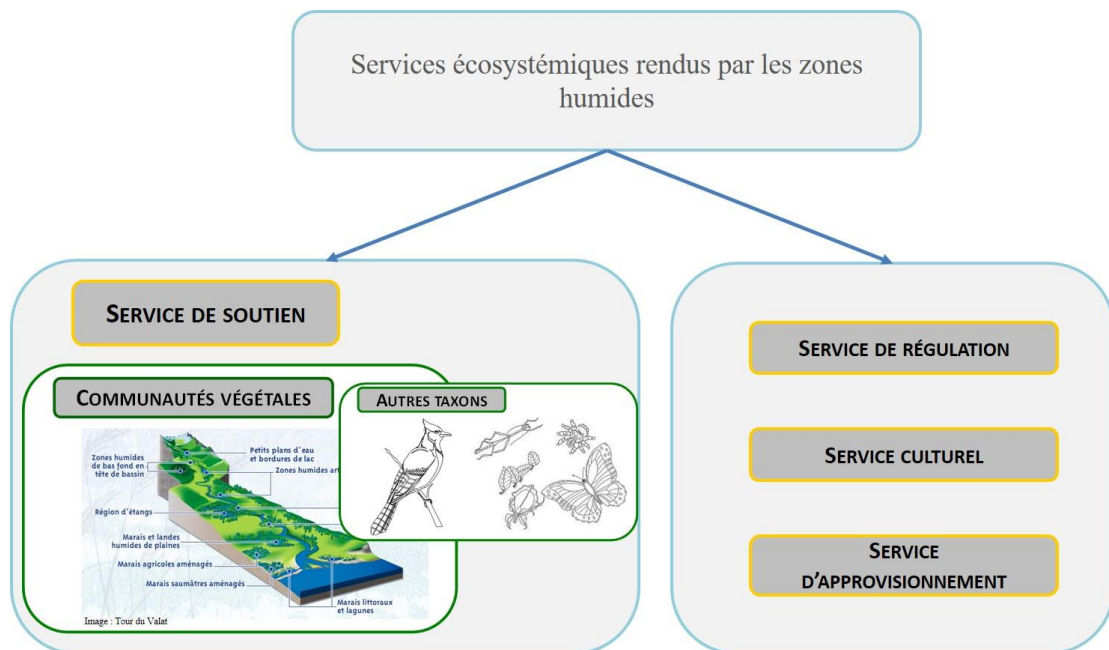 Services écosystémiques rendus par les zones
humides
SERVICE DE SOUTIEN
COMMUNAUTÉS VÉGÉTALES
AUTRES TAXONS
Petits plans d'eau
et bordures de lac
Zones humides
de bas fond en
tête de bassin
Zones humides art
Région d'étangs
Marais et landes
humides de plaines
Marais agricoles aménagés
Marais saumâtres aménagés
Marais littoraux
et lagunes
Image : Tour du Valat
SERVICE DE RÉGULATION
SERVICE CULTUREL
SERVICE
D'APPROVISIONNEMENT